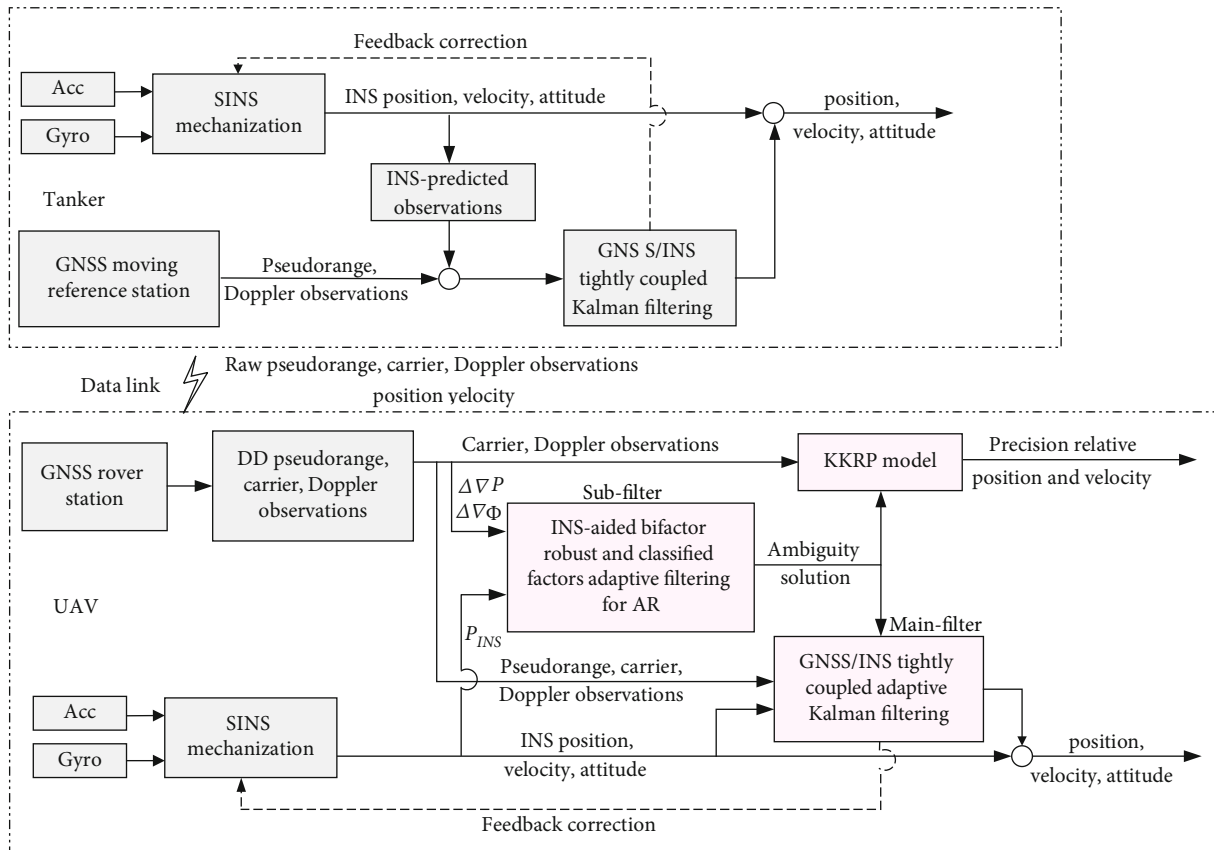 Feedback correction
Acc
Gyro
SINS
mechanization
INS position, velocity, attitude
position,
velocity, attitude
INS-predicted
observations
Tanker
GNSS moving
reference station
Pseudorange,
Doppler observations
GNS S/INS
tightly coupled
Kalman filtering
Data link
Raw pseudorange, carrier, Doppler observations
position velocity
GNSS rover
station
DD pseudorange,
carrier, Doppler
observations
Carrier, Doppler observations
KKRP model
Precision relative
position and velocity
Δ∇P
Δ∇Φ
Sub-filter
INS-aided bifactor
robust and classified
factors adaptive filtering
for AR
Ambiguity
solution
UAV
P_INS
Main-filter
Pseudorange, carrier,
Doppler observations
GNSS/INS tightly
coupled adaptive
Kalman filtering
Acc
Gyro
SINS
mechanization
INS position,
velocity, attitude
position,
velocity, attitude
Feedback correction